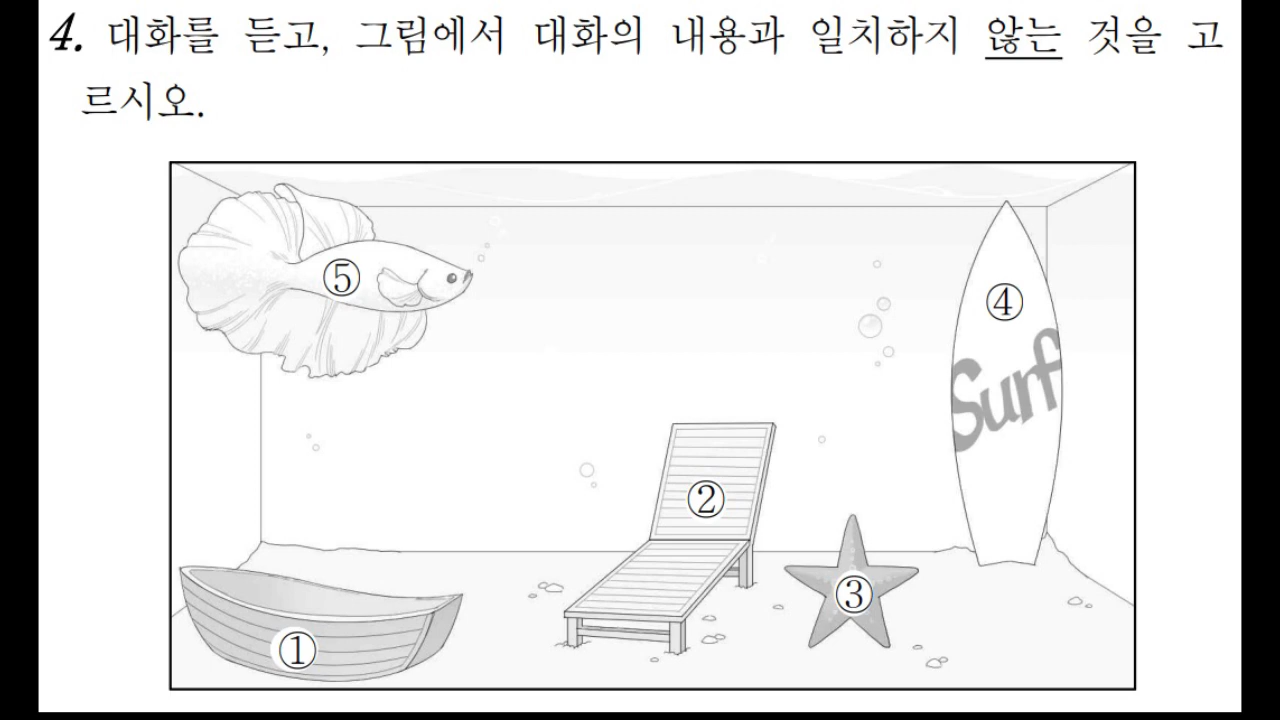 4. 대화를 듣고, 그림에서 대화의 내용과 일치하지 않는 것을 고
르시오.
⑤
④
Surf
②
③
①